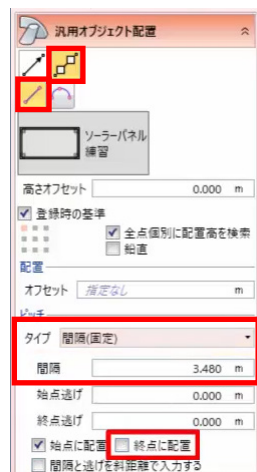 汎用オブジェクト配置
ソーラーパネル
練習
高さオフセット 0.000 m
登録時の基準
全点個別に配置高を検索
鉛直
配置
オフセット 指定なし m
ピッチ
タイプ 間隔(固定)
間隔 3.480 m
始点逃げ 0.000 m
終点逃げ 0.000 m
始点に配置 終点に配置
間隔と逃げを斜距離で入力する